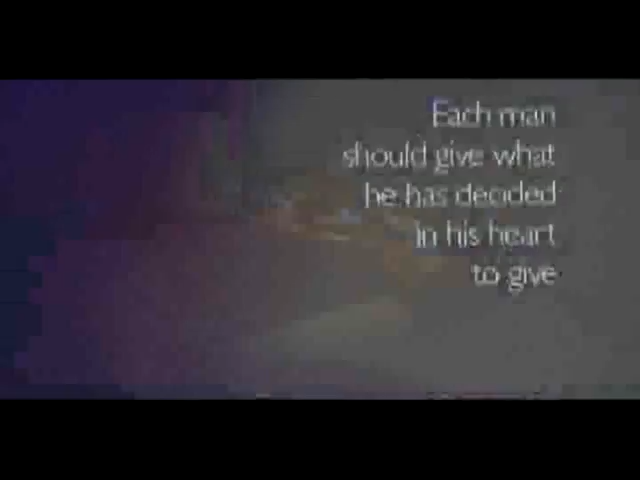 Each man
should give what
he has decided
in his heart
to give